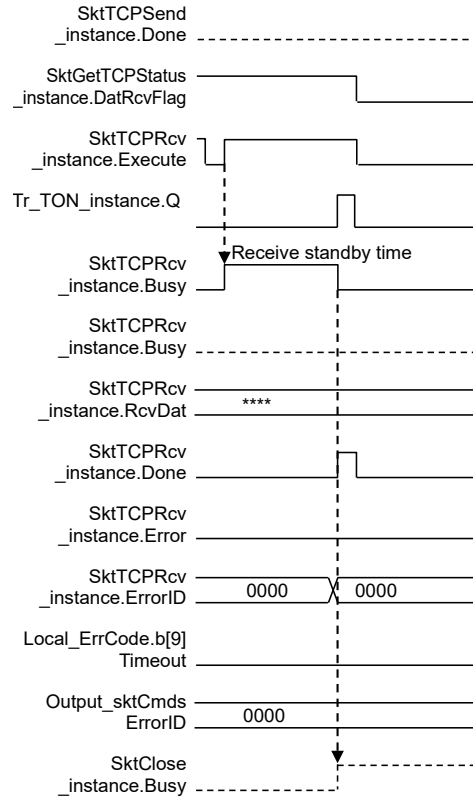 SktTCPSend
_instance.Done
SktGetTCPStatus
_instance.DatRcvFlag
SktTCPRcv
_instance.Execute
Tr_TON_instance.Q
Receive standby time
SktTCPRcv
_instance.Busy
SktTCPRcv
_instance.Busy
SktTCPRcv
_instance.RcvDat
****
SktTCPRcv
_instance.Done
SktTCPRcv
_instance.Error
SktTCPRcv
_instance.ErrorID
0000 0000
Local_ErrCode.b[9]
Timeout
Output_sktCmds
ErrorID
0000
SktClose
_instance.Busy